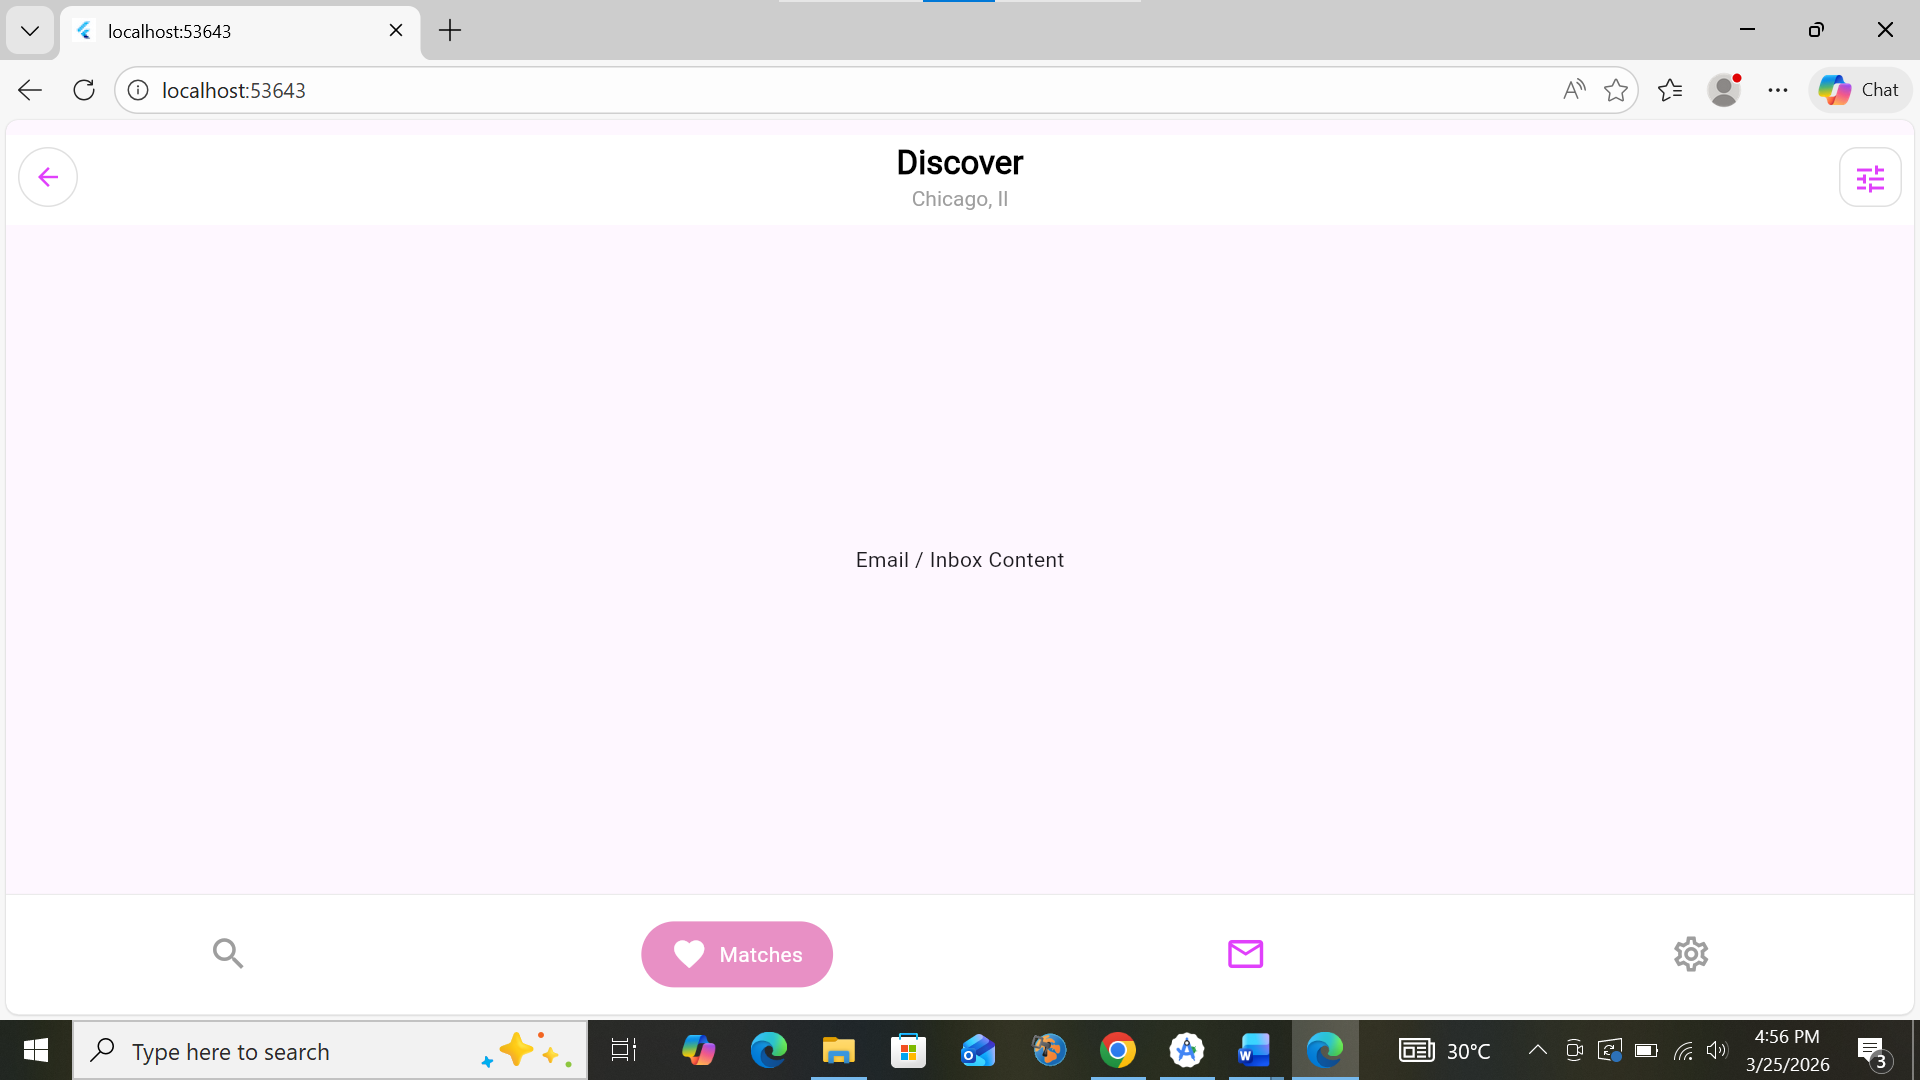 localhost:53643
localhost:53643
Chat
Discover
Chicago, Il
Email / Inbox Content
Matches
Type here to search
30°C
4:56 PM
3/25/2026
3